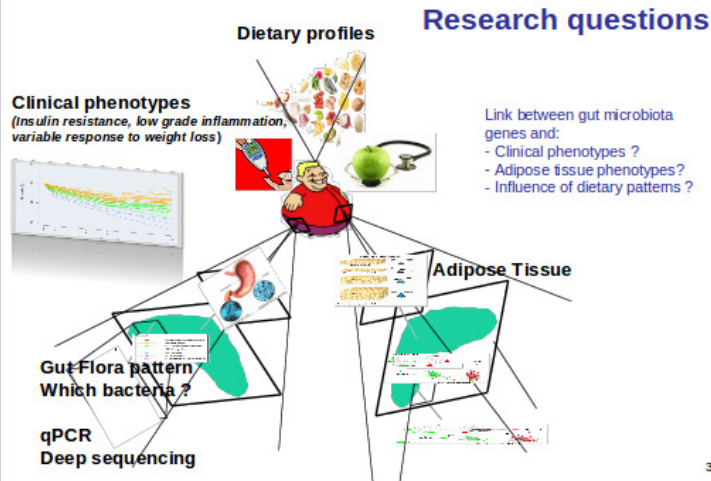 Research questions
Dietary profiles
Clinical phenotypes
(Insulin resistance, low grade inflammation,
variable response to weight loss)
Link between gut microbiota
genes and:
- Clinical phenotypes ?
- Adipose tissue phenotypes?
- Influence of dietary patterns ?
Adipose Tissue
Gut Flora pattern
Which bacteria ?
qPCR
Deep sequencing
3